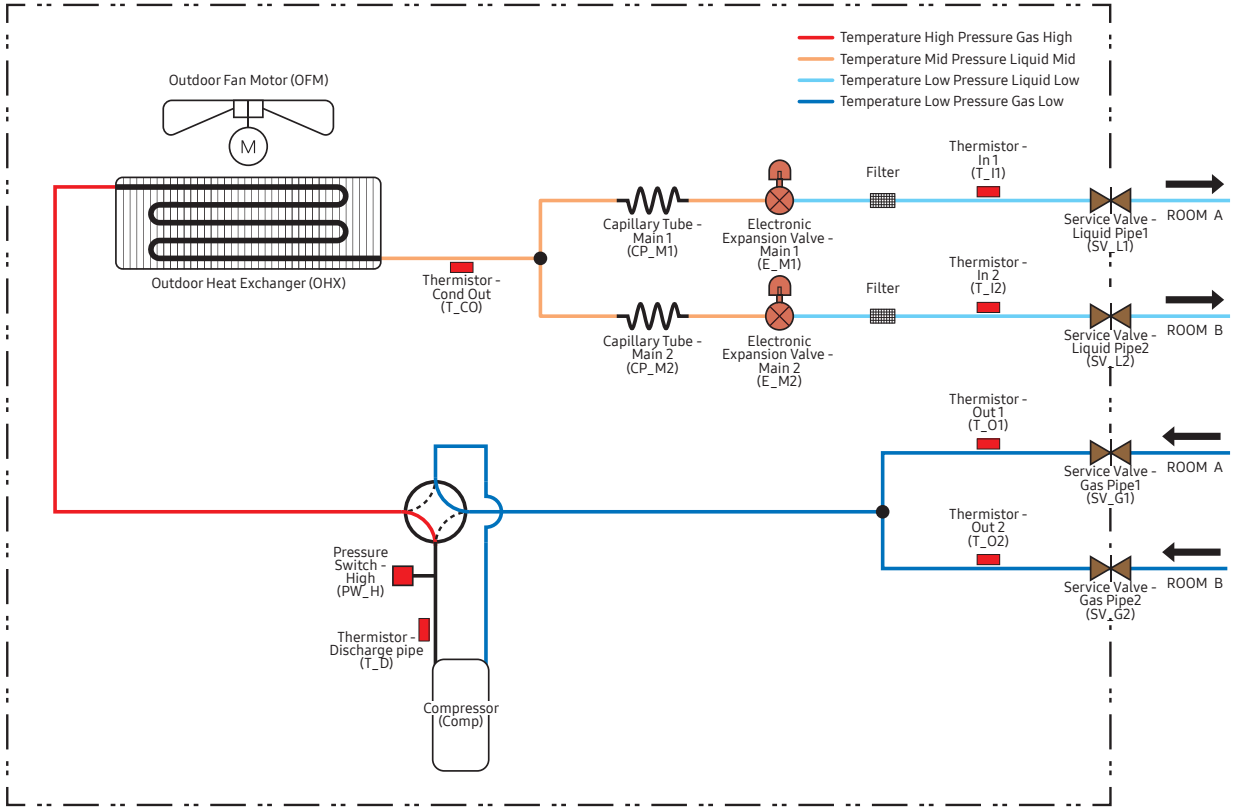 Temperature High Pressure Gas High
Temperature Mid Pressure Liquid Mid
Temperature Low Pressure Liquid Low
Temperature Low Pressure Gas Low
Outdoor Fan Motor (OFM)
M
Outdoor Heat Exchanger (OHX)
Thermistor -
Cond Out
(T_CO)
Capillary Tube -
Main 1
(CP_M1)
Electronic
Expansion Valve -
Main 1
(E_M1)
Filter
Thermistor -
In 1
(T_I1)
Service Valve -
Liquid Pipe1
(SV_L1)
ROOM A
Capillary Tube -
Main 2
(CP_M2)
Electronic
Expansion Valve -
Main 2
(E_M2)
Filter
Thermistor -
In 2
(T_I2)
Service Valve -
Liquid Pipe2
(SV_L2)
ROOM B
Thermistor -
Out 1
(T_O1)
Service Valve -
Gas Pipe1
(SV_G1)
ROOM A
Thermistor -
Out 2
(T_O2)
Service Valve -
Gas Pipe2
(SV_G2)
ROOM B
Pressure
Switch -
High
(PW_H)
Thermistor -
Discharge pipe
(T_D)
Compressor
(Comp)